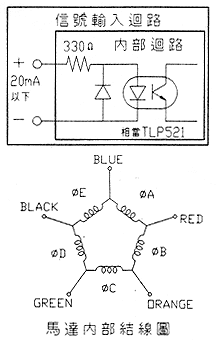 信號輸入迴路
330Ω
內部迴路
+
20mA
以下
−
相當TLP521
BLUE
ØE
ØA
BLACK
RED
ØD
ØB
ØC
GREEN
ORANGE
馬達內部結線圖